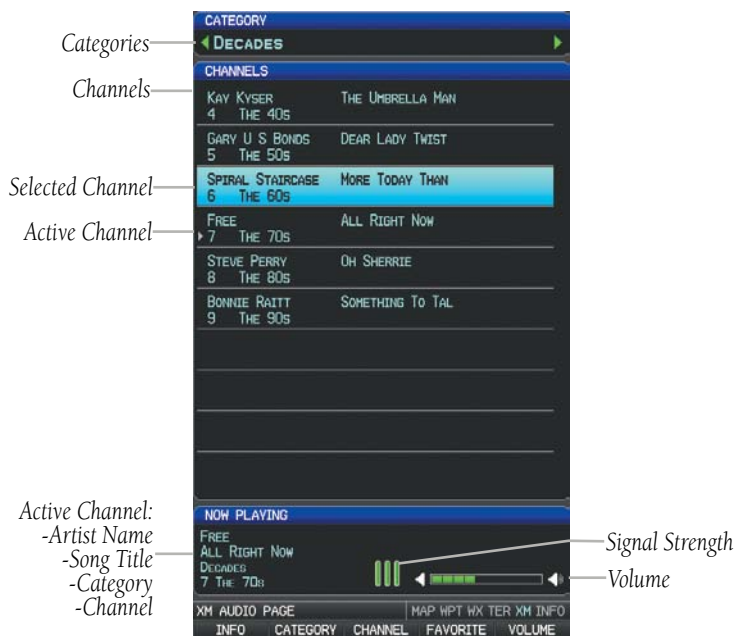 CATEGORY
Categories
DECADES
CHANNELS
Channels
KAY KYSER THE UMBRELLA MAN
4 THE 40S
GARY U S BONDS DEAR LADY TWIST
5 THE 50S
Selected Channel
SPIRAL STAIRCASE MORE TODAY THAN
6 THE 60S
Active Channel
FREE ALL RIGHT NOW
7 THE 70S
STEVE PERRY OH SHERRIE
8 THE 80S
BONNIE RAITT SOMETHING TO TAL
9 THE 90S
Active Channel:
-Artist Name
-Song Title
-Category
-Channel
NOW PLAYING
FREE
ALL RIGHT NOW
DECADES
7 THE 70S
Signal Strength
Volume
XM AUDIO PAGE MAP WPT WX TER XM INFO
INFO CATEGORY CHANNEL FAVORITE VOLUME